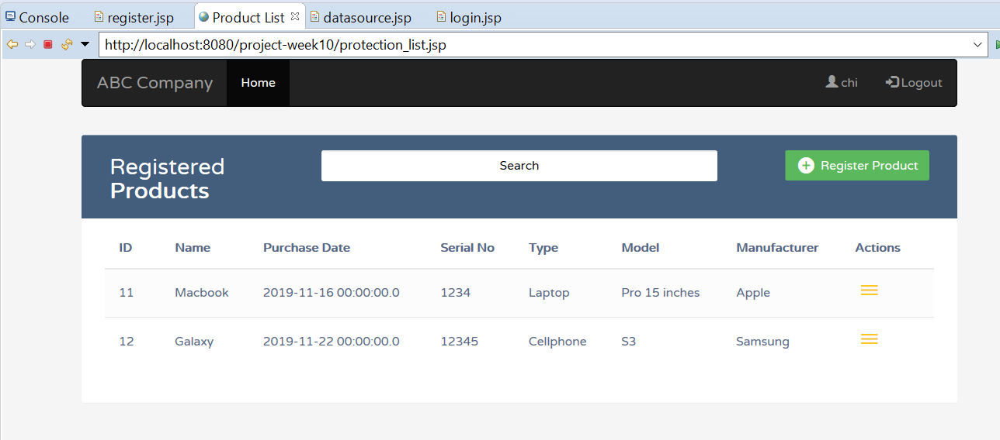 Console register.jsp Product List datasource.jsp login.jsp
http://localhost:8080/project-week10/protection_list.jsp
ABC Company Home chi Logout
Registered Search Register Product
Products
ID Name Purchase Date Serial No Type Model Manufacturer Actions
11 Macbook 2019-11-16 00:00:00.0 1234 Laptop Pro 15 inches Apple
12 Galaxy 2019-11-22 00:00:00.0 12345 Cellphone S3 Samsung